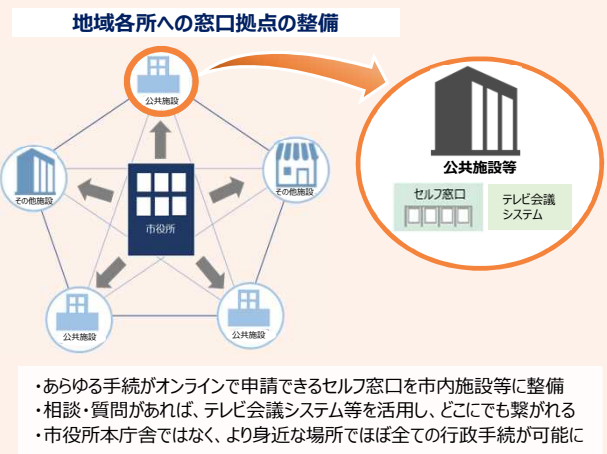 地域各所への窓口拠点の整備
公共施設
公共施設等
セルフ窓口
テレビ会議
システム
その他施設
その他施設
市役所
公共施設
公共施設
・あらゆる手続がオンラインで申請できるセルフ窓口を市内施設等に整備
・相談・質問があれば、テレビ会議システム等を活用し、どこにでも繋がれる
・市役所本庁舎ではなく、より身近な場所でほぼ全ての行政手続が可能に